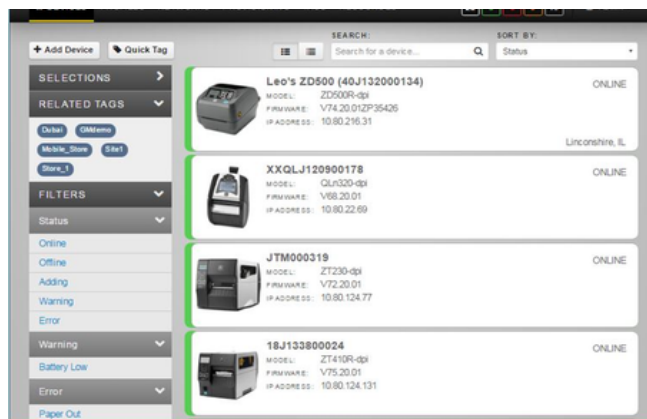 SEARCH:
SORT BY:
+ Add Device
Quick Tag
Search for a device...
Status
SELECTIONS
RELATED TAGS
Dubai
GMdemo
Mobile_Store
Site1
Store_1
FILTERS
Status
Online
Offline
Adding
Warning
Error
Warning
Battery Low
Error
Paper Out
Leo's ZD500 (40J132000134)
ONLINE
MODEL: ZD500R-dpi
FIRMWARE: V74.20.01ZP35426
IP ADDRESS: 10.80.216.31
Linconshire, IL
XXQLJ120900178
ONLINE
MODEL: QLn320-dpi
FIRMWARE: V68.20.01
IP ADDRESS: 10.80.22.69
JTM000319
ONLINE
MODEL: ZT230-dpi
FIRMWARE: V72.20.01
IP ADDRESS: 10.80.124.77
18J133800024
ONLINE
MODEL: ZT410R-dpi
FIRMWARE: V75.20.01
IP ADDRESS: 10.80.124.131